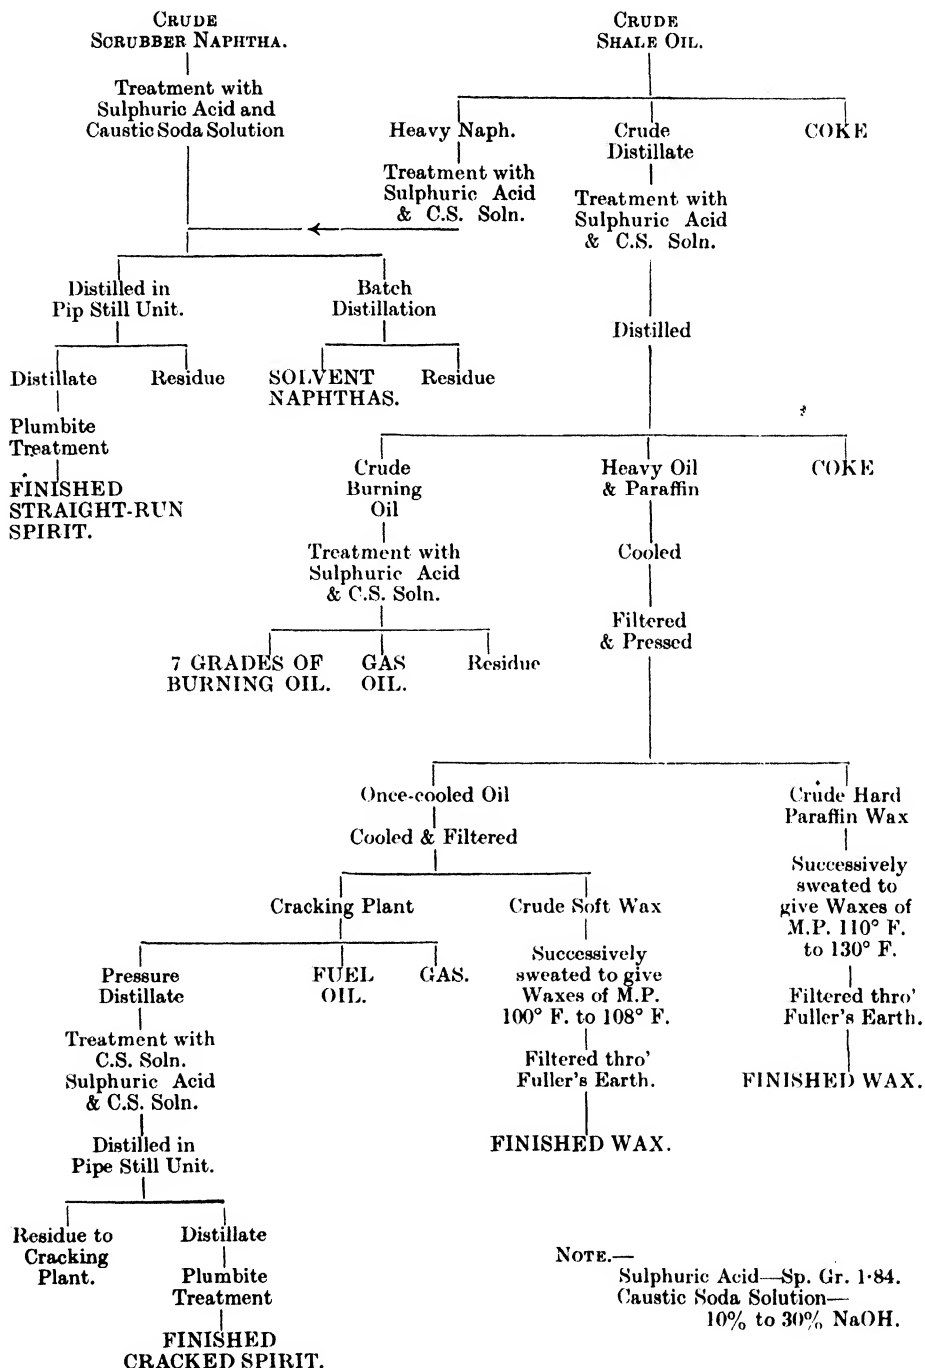 CRUDE
SCRUBBER NAPHTHA.
Treatment with
Sulphuric Acid and
Caustic Soda Solution
CRUDE
SHALE OIL.
Heavy Naph.
Treatment with
Sulphuric Acid
& C.S. Soln.
Crude
Distillate
Treatment with
Sulphuric Acid
& C.S. Soln.
COKE
Distilled in
Pip Still Unit.
Batch
Distillation
Distilled
Distillate
Residue
SOLVENT
NAPHTHAS.
Residue
Plumbite
Treatment
FINISHED
STRAIGHT-RUN
SPIRIT.
Crude
Burning
Oil
Treatment with
Sulphuric Acid
& C.S. Soln.
Heavy Oil
& Paraffin
COKE
Cooled
Filtered
& Pressed
7 GRADES OF
BURNING OIL.
GAS
OIL.
Residue
Once-cooled Oil
Cooled & Filtered
Crude Hard
Paraffin Wax
Successively
sweated to
give Waxes of
M.P. 110° F.
to 130° F.
Filtered thro'
Fuller's Earth.
FINISHED WAX.
Cracking Plant
Crude Soft Wax
Successively
sweated to give
Waxes of M.P.
100° F. to 108° F.
Filtered thro'
Fuller's Earth.
FINISHED WAX.
Pressure
Distillate
FUEL
OIL.
GAS.
Treatment with
C.S. Soln.
Sulphuric Acid
& C.S. Soln.
Distilled in
Pipe Still Unit.
Residue to
Cracking
Plant.
Distillate
Plumbite
Treatment
FINISHED
CRACKED SPIRIT.
NOTE.—
Sulphuric Acid—Sp. Gr. 1·84.
Caustic Soda Solution—
10% to 30% NaOH.